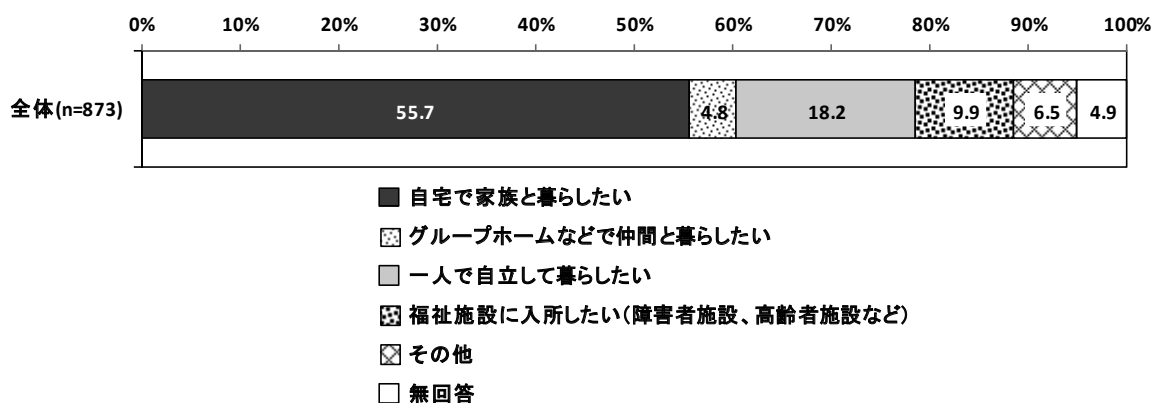 0% 10% 20% 30% 40% 50% 60% 70% 80% 90% 100%
全体(n=873) 55.7 4.8 18.2 9.9 6.5 4.9
自宅で家族と暮らしたい
グループホームなどで仲間と暮らしたい
一人で自立して暮らしたい
福祉施設に入所したい(障害者施設、高齢者施設など)
その他
無回答